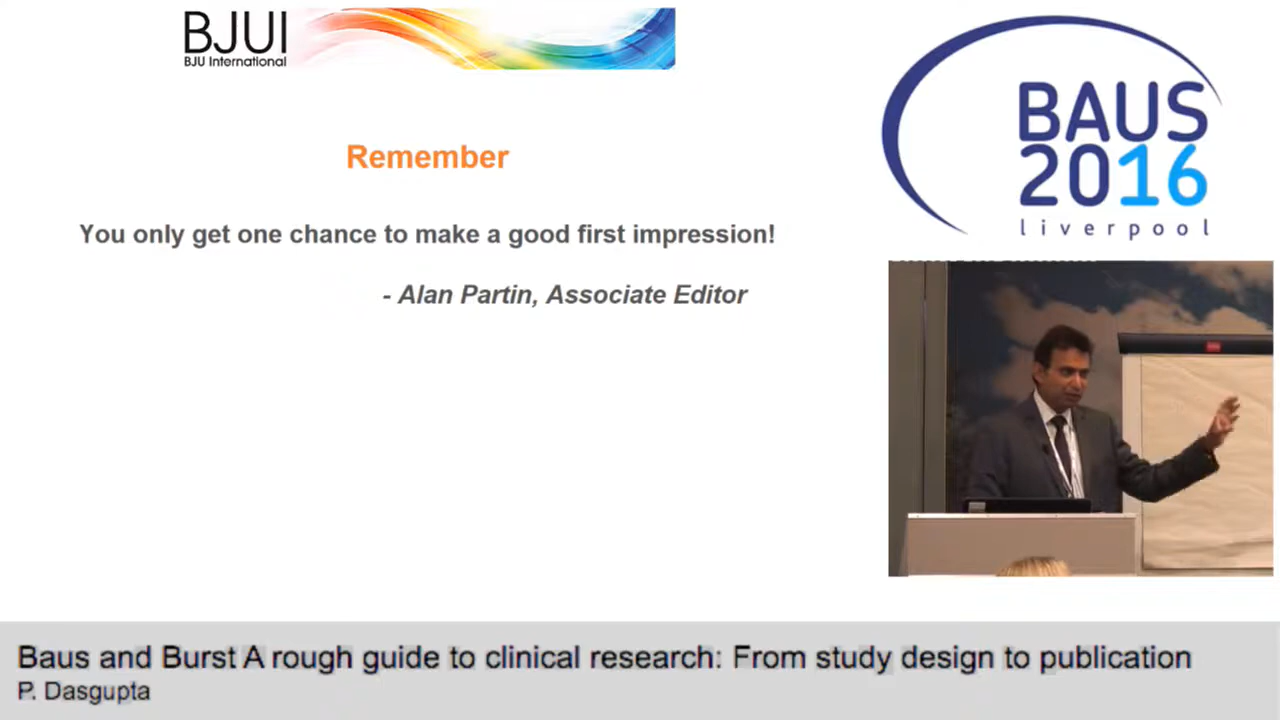 BJUI
BJU International
Remember
You only get one chance to make a good first impression!
- Alan Partin, Associate Editor
BAUS
2016
liverpool
Baus and Burst A rough guide to clinical research: From study design to publication
P. Dasgupta